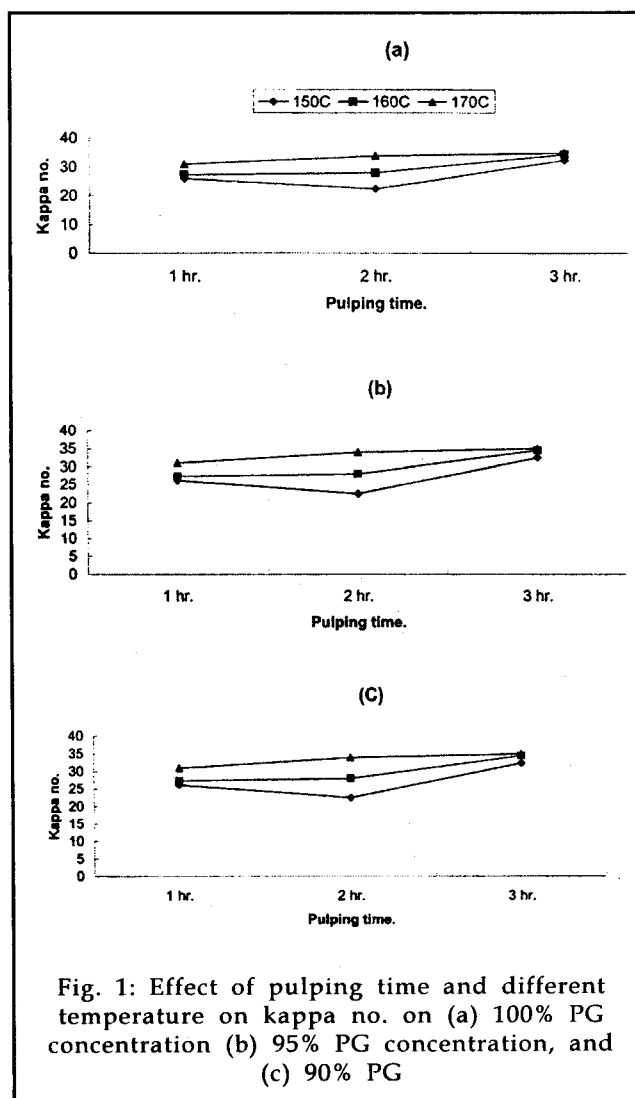 (a)
150C 160C 170C
40
30
20
10
0
Kappa no.
1 hr. 2 hr. 3 hr.
Pulping time.
(b)
40
35
30
25
20
15
10
5
0
Kappa no.
1 hr. 2 hr. 3 hr.
Pulping time.
(C)
40
35
30
25
20
15
10
5
0
Kappa no.
1 hr. 2 hr. 3 hr.
Pulping time.
Fig. 1: Effect of pulping time and different
temperature on kappa no. on (a) 100% PG
concentration (b) 95% PG concentration, and
(c) 90% PG